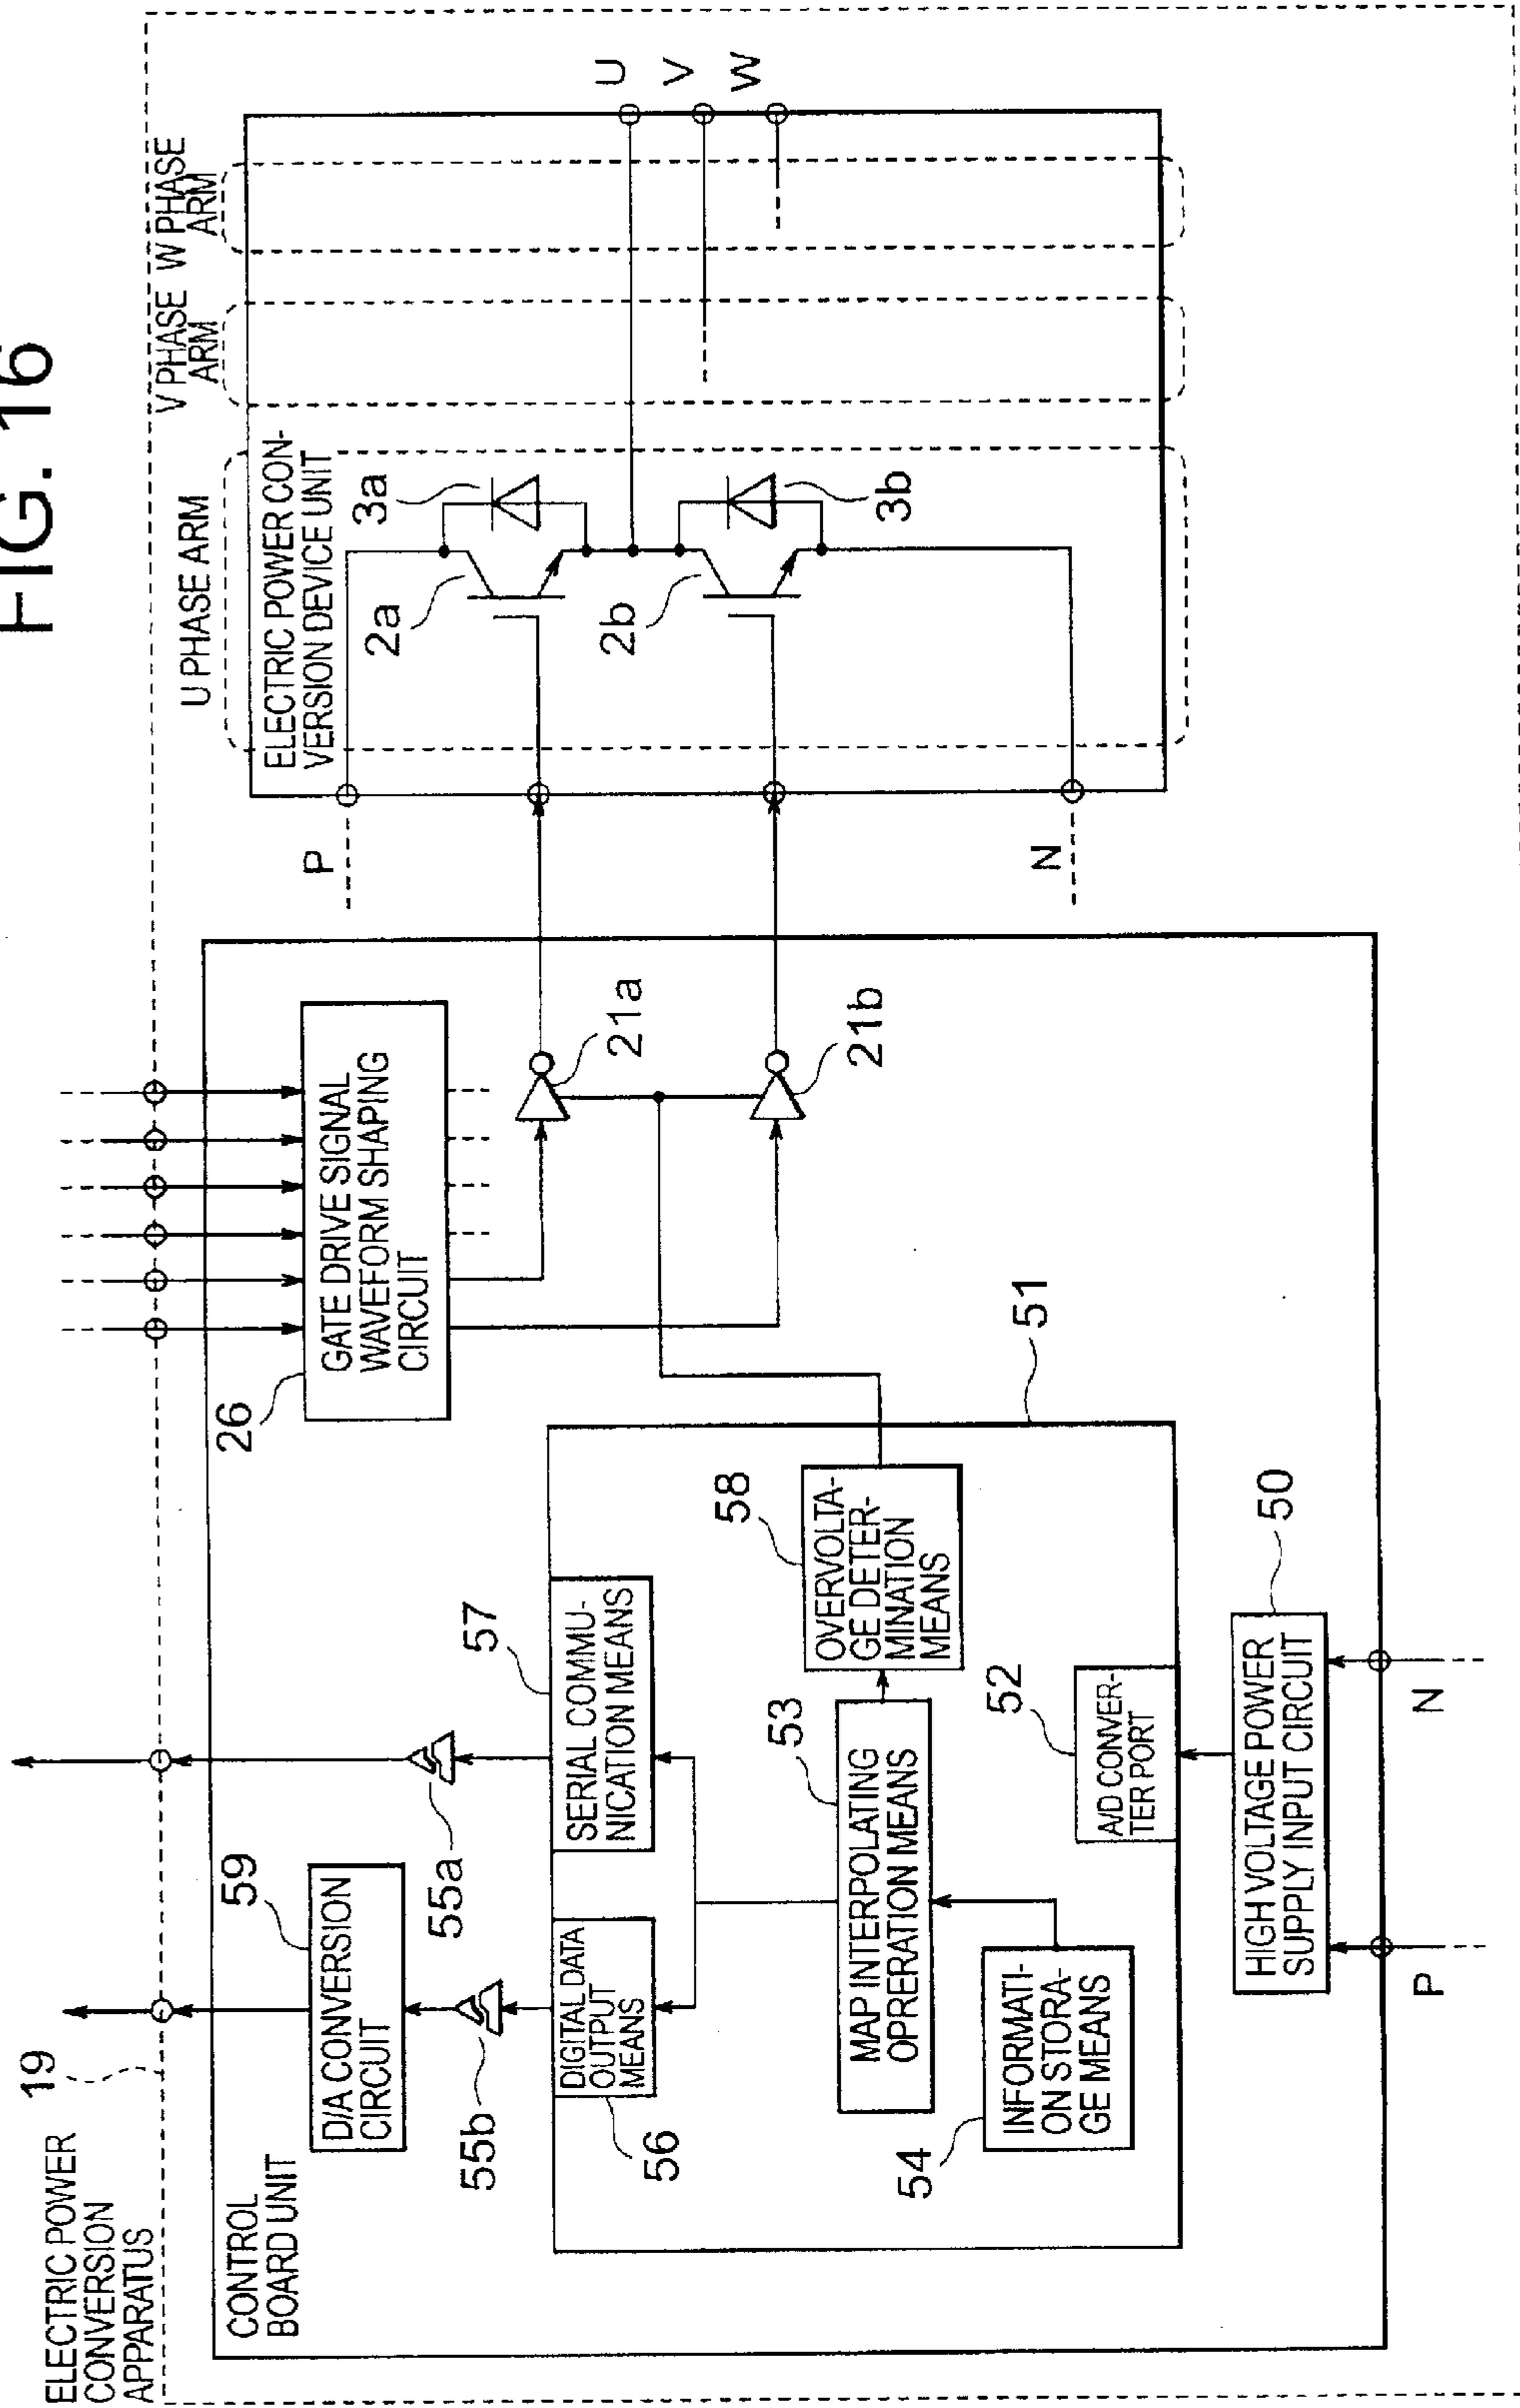 FIG. 16
ELECTRIC POWER
CONVERSION
APPARATUS
19
CONTROL
BOARD UNIT
D/A CONVERSION
CIRCUIT
59
55b
55a
DIGITAL DATA
OUTPUT
MEANS
56
SERIAL COMMU-
NICATION MEANS
57
MAP INTERPOLATING
OPRERATION MEANS
53
OVERVOLTA-
GE DETER-
MINATION
MEANS
58
INFORMATI-
ON STORA-
GE MEANS
54
A/D CONVER-
TER PORT
52
51
HIGH VOLTAGE POWER
SUPPLY INPUT CIRCUIT
50
P
N
26
GATE DRIVE SIGNAL
WAVEFORM SHAPING
CIRCUIT
21a
21b
P
N
U PHASE ARM
V PHASE
ARM
W PHASE
ARM
ELECTRIC POWER CON-
VERSION DEVICE UNIT
2a
3a
2b
3b
U
V
W